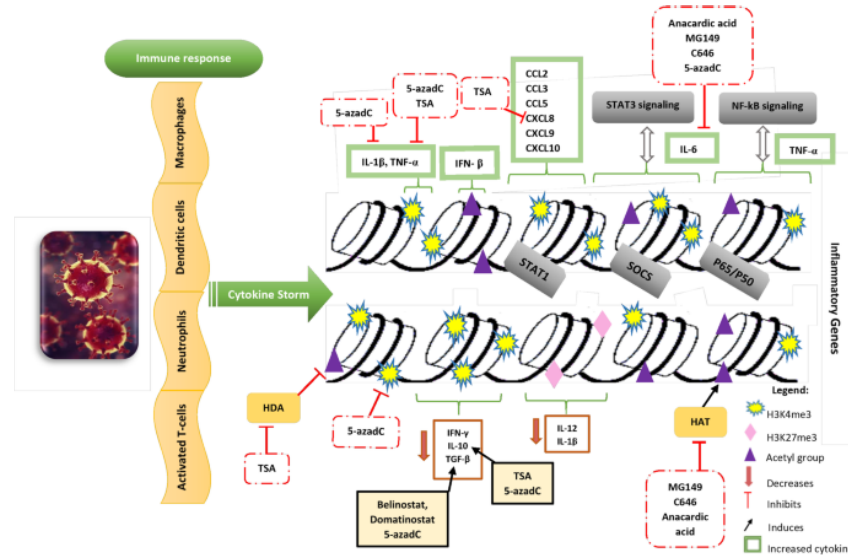 Immune response
Macrophages
Dendritic cells
Neutrophils
Activated T-cells
Cytokine Storm
5-azadC
5-azadC
TSA
TSA
CCL2
CCL3
CCL5
CXCL8
CXCL9
CXCL10
Anacardic acid
MG149
C646
5-azadC
STAT3 signaling
NF-kB signaling
IL-1β, TNF-α
IFN- β
IL-6
TNF-α
STAT1
SOCS
P65/P50
Inflammatory Genes
HDA
TSA
5-azadC
IFN-γ
IL-10
TGF-β
IL-12
IL-1β
Belinostat,
Domatinostat
5-azadC
TSA
5-azadC
HAT
MG149
C646
Anacardic
acid
Legend:
H3K4me3
H3K27me3
Acetyl group
Decreases
Inhibits
Induces
Increased cytokin